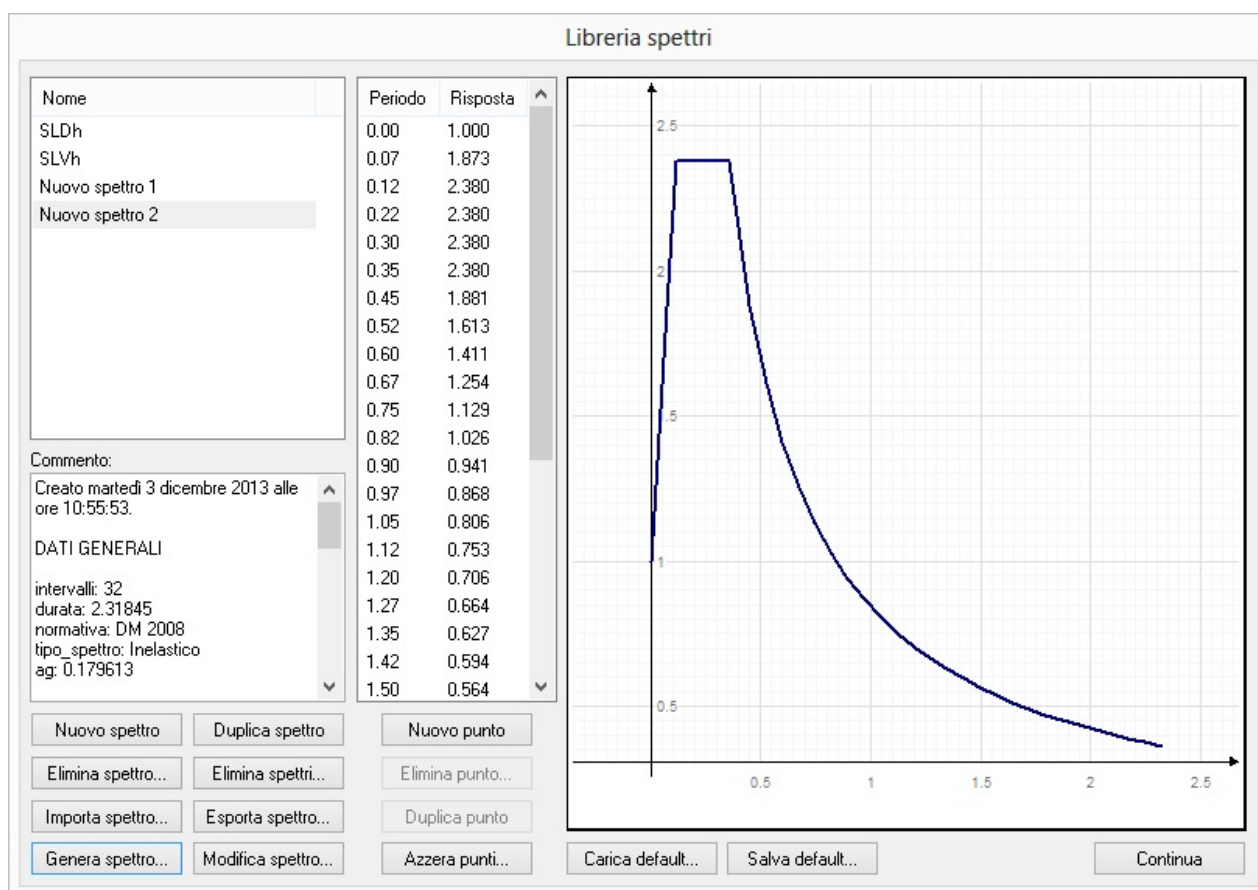 Libreria spettri
Nome
SLDh
SLVh
Nuovo spettro 1
Nuovo spettro 2
Commento:
Creato martedì 3 dicembre 2013 alle
ore 10:55:53.
DATI GENERALI
intervalli: 32
durata: 2.31845
normativa: DM 2008
tipo_spettro: Inelastico
ag: 0.179613
Periodo Risposta
0.00 1.000
0.07 1.873
0.12 2.380
0.22 2.380
0.30 2.380
0.35 2.380
0.45 1.881
0.52 1.613
0.60 1.411
0.67 1.254
0.75 1.129
0.82 1.026
0.90 0.941
0.97 0.868
1.05 0.806
1.12 0.753
1.20 0.706
1.27 0.664
1.35 0.627
1.42 0.594
1.50 0.564
2.5
2
.5
1
0.5
0.5 1 1.5 2 2.5
Nuovo spettro Duplica spettro Nuovo punto
Elimina spettro... Elimina spettri... Elimina punto...
Importa spettro... Esporta spettro... Duplica punto
Genera spettro... Modifica spettro... Azzera punti... Carica default... Salva default... Continua